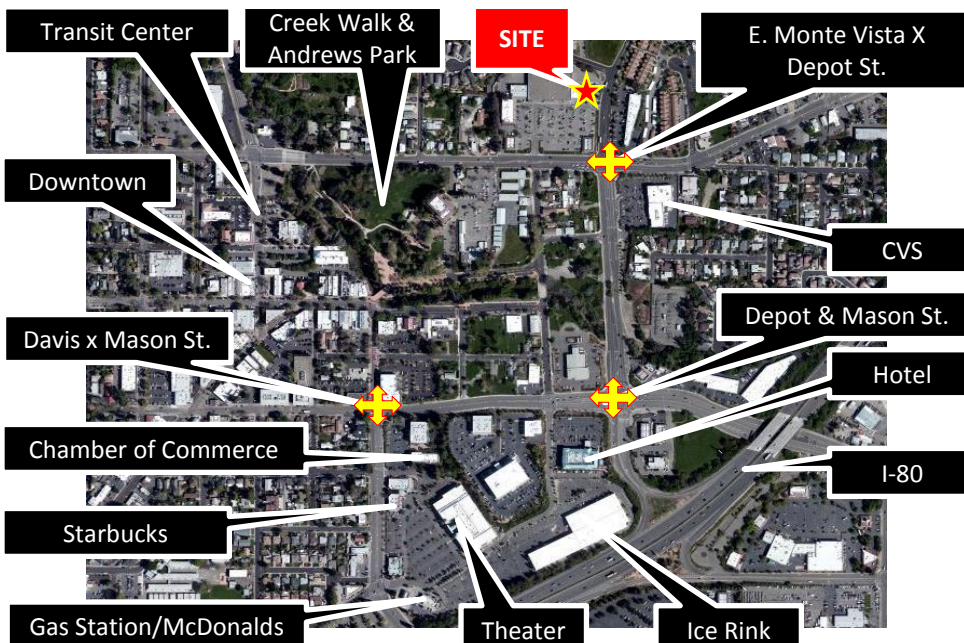 Transit Center
Creek Walk &
Andrews Park
SITE
E. Monte Vista X
Depot St.
Downtown
CVS
Davis x Mason St.
Depot & Mason St.
Hotel
Chamber of Commerce
I-80
Starbucks
Gas Station/McDonalds
Theater
Ice Rink